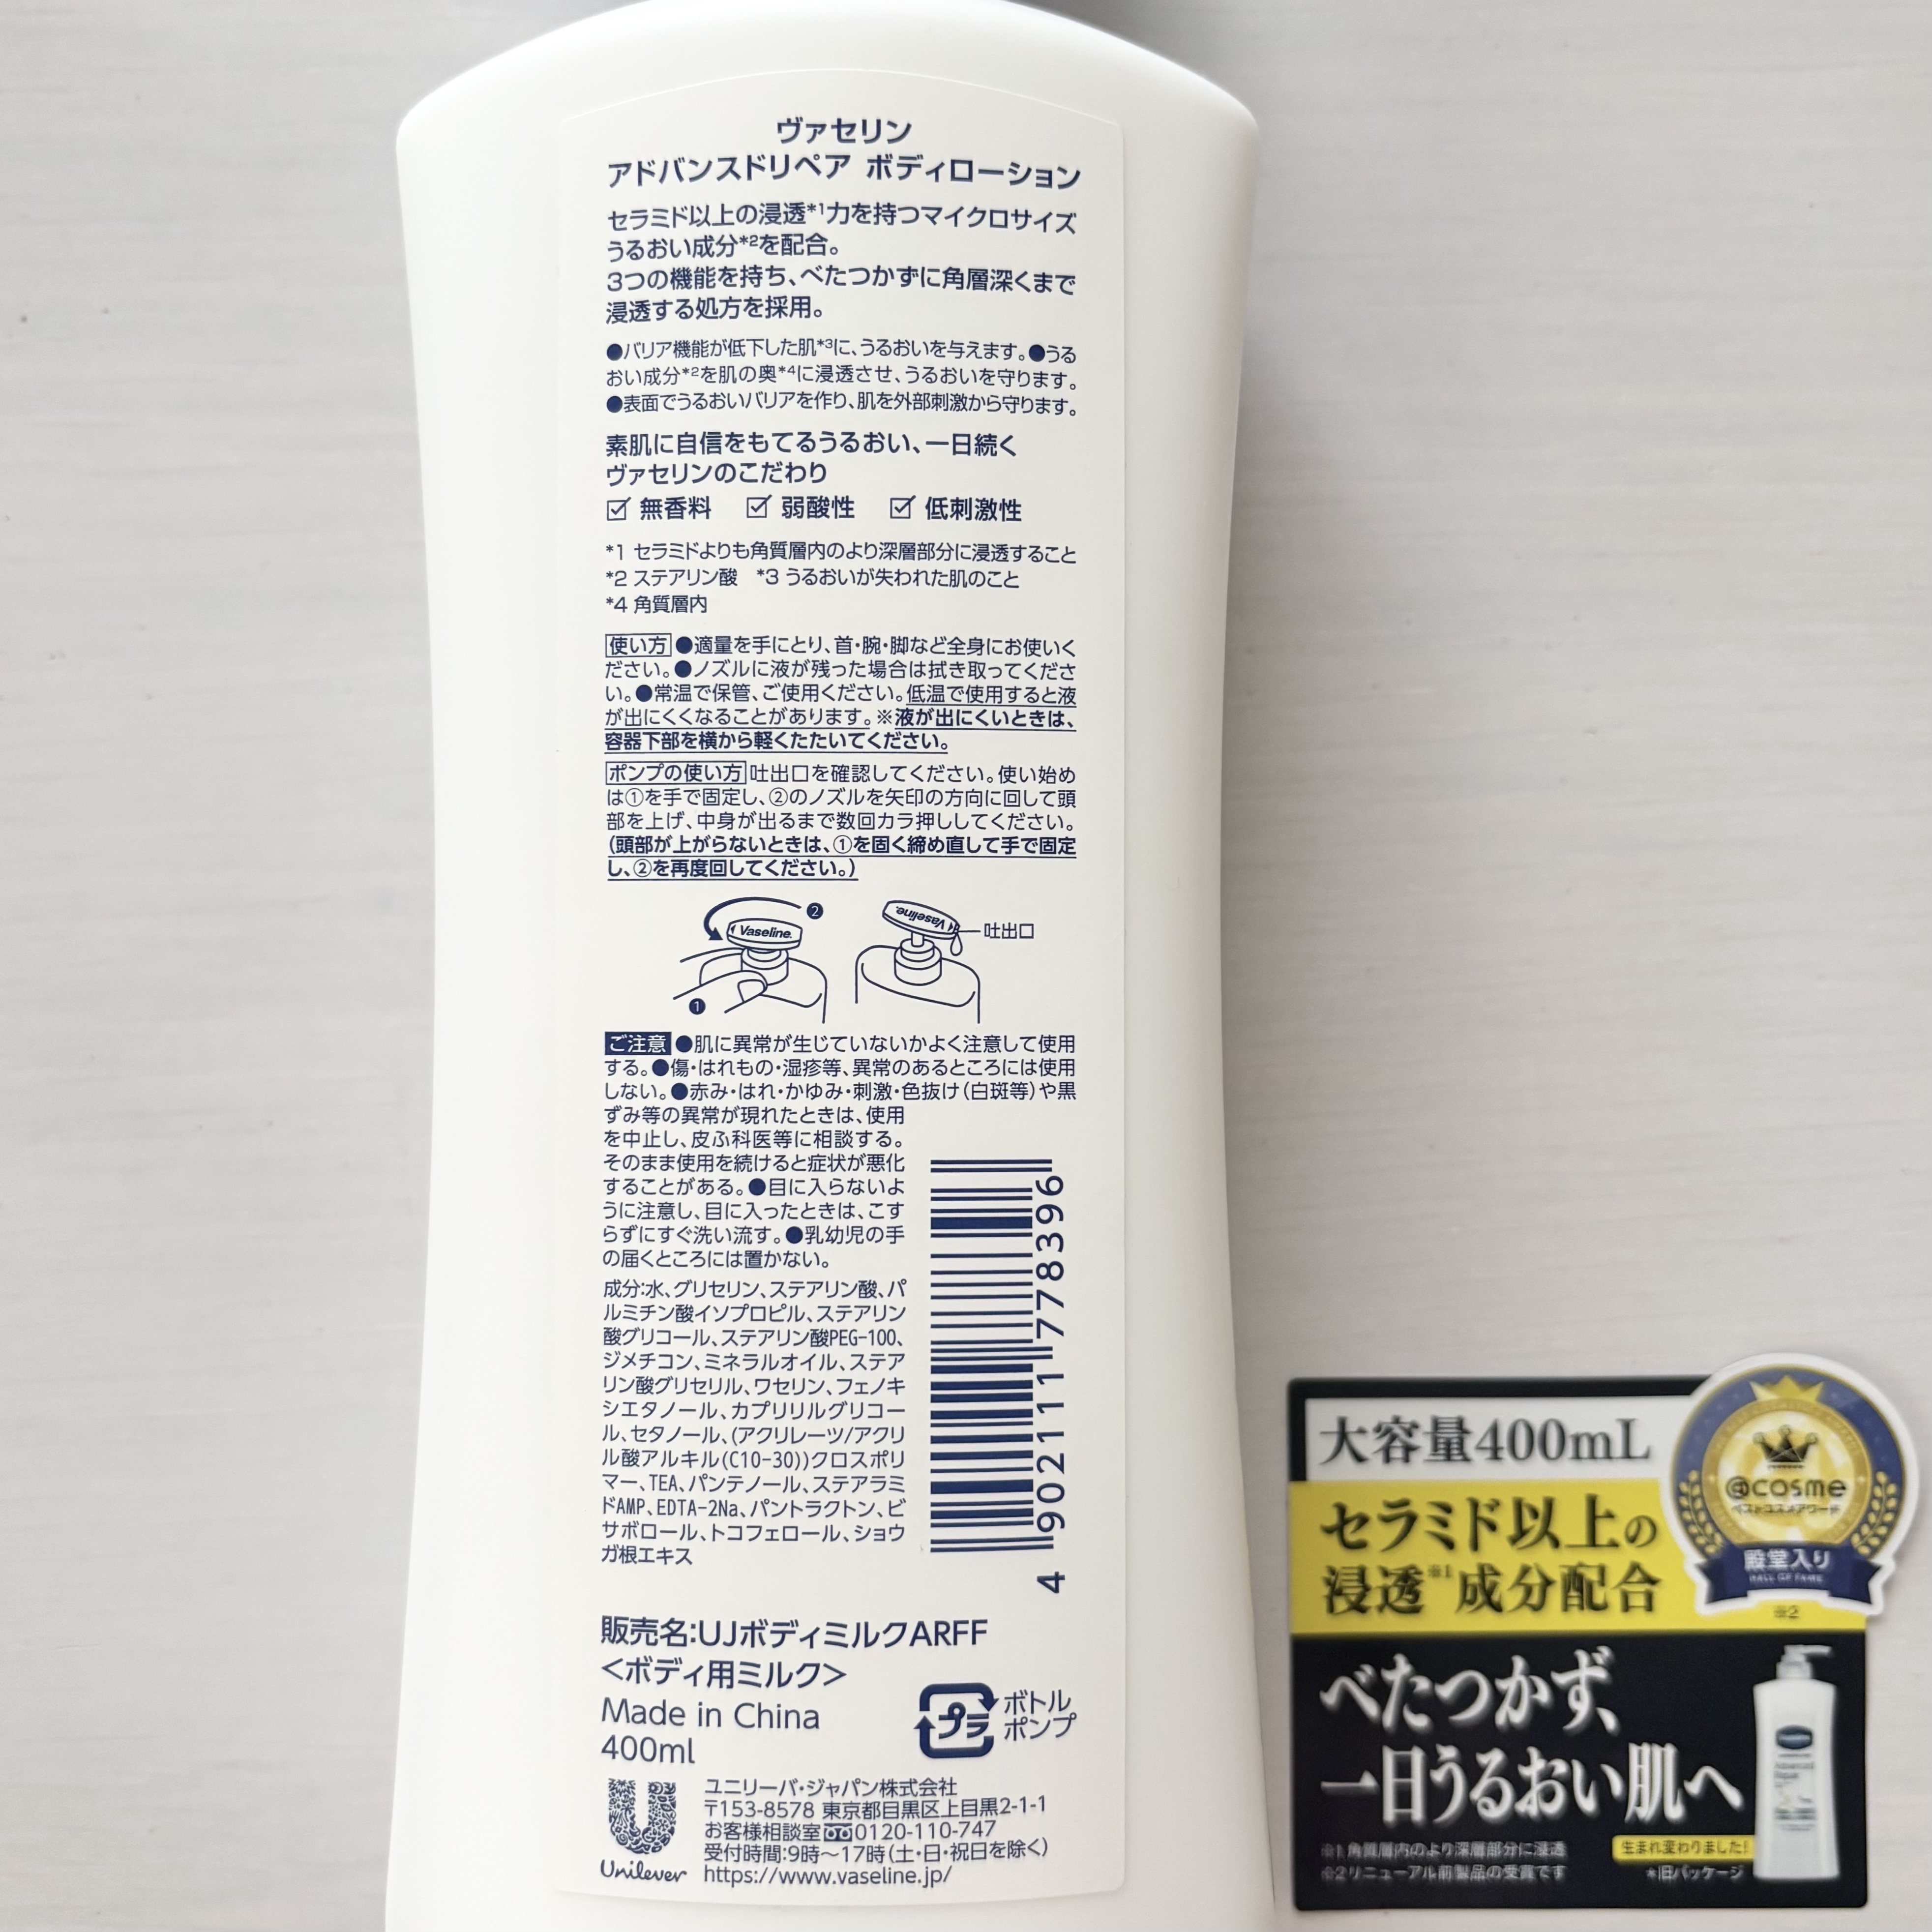 ヴァセリン
アドバンスドリペア ボディローション
セラミド以上の浸透*1力を持つマイクロサイズ
うるおい成分*2を配合。
3つの機能を持ち、べたつかずに角層深くまで
浸透する処方を採用。
●バリア機能が低下した肌*3に、うるおいを与えます。●うる
おい成分*2を肌の奥*4に浸透させ、うるおいを守ります。
●表面でうるおいバリアを作り、肌を外部刺激から守ります。
素肌に自信をもてるうるおい、一日続く
ヴァセリンのこだわり
☑ 無香料 ☑ 弱酸性 ☑ 低刺激性
*1 セラミドよりも角質層内のより深層部分に浸透すること
*2 ステアリン酸 *3 うるおいが失われた肌のこと
*4 角質層内
使い方 ●適量を手にとり、首・腕・脚など全身にお使いく
ださい。●ノズルに液が残った場合は拭き取ってくださ
い。●常温で保管、ご使用ください。低温で使用すると液
が出にくくなることがあります。※液が出にくいときは、
容器下部を横から軽くたたいてください。
ポンプの使い方 吐出口を確認してください。使い始め
は①を手で固定し、②のノズルを矢印の方向に回して頭
部を上げ、中身が出るまで数回カラ押ししてください。
(頭部が上がらないときは、①を固く締め直して手で固定
し、②を再度回してください。)
❷
Vaseline.
❶
Vaseline.
吐出口
ご注意 ●肌に異常が生じていないかよく注意して使用
する。●傷・はれもの・湿疹等、異常のあるところには使用
しない。●赤み・はれ・かゆみ・刺激・色抜け(白斑等)や黒
ずみ等の異常が現れたときは、使用
を中止し、皮ふ科医等に相談する。
そのまま使用を続けると症状が悪化
することがある。●目に入らないよ
うに注意し、目に入ったときは、こす
らずにすぐ洗い流す。●乳幼児の手
の届くところには置かない。
成分:水、グリセリン、ステアリン酸、パ
ルミチン酸イソプロピル、ステアリン
酸グリコール、ステアリン酸PEG-100、
ジメチコン、ミネラルオイル、ステア
リン酸グリセリル、ワセリン、フェノキ
シエタノール、カプリリルグリコー
ル、セタノール、(アクリレーツ/アクリ
ル酸アルキル(C10-30))クロスポリ
マー、TEA、パンテノール、ステアラミ
ドAMP、EDTA-2Na、パントラクトン、ビ
サボロール、トコフェロール、ショウ
ガ根エキス
4 902111 778396
販売名:UJボディミルクARFF
<ボディ用ミルク>
Made in China
400ml
プラ
ボトル
ポンプ
Unilever
ユニリーバ・ジャパン株式会社
〒153-8578 東京都目黒区上目黒2-1-1
お客様相談室 0120-110-747
受付時間:9時〜17時(土・日・祝日を除く)
https://www.vaseline.jp/
大容量400mL
セラミド以上の
浸透※1成分配合
@cosme
ベストコスメアワード
殿堂入り
HALL OF FAME
※2
べたつかず、
一日うるおい肌へ
※1 角質層内のより深層部分に浸透
※2 リニューアル前製品の受賞です
生まれ変わりました!
*旧パッケージ